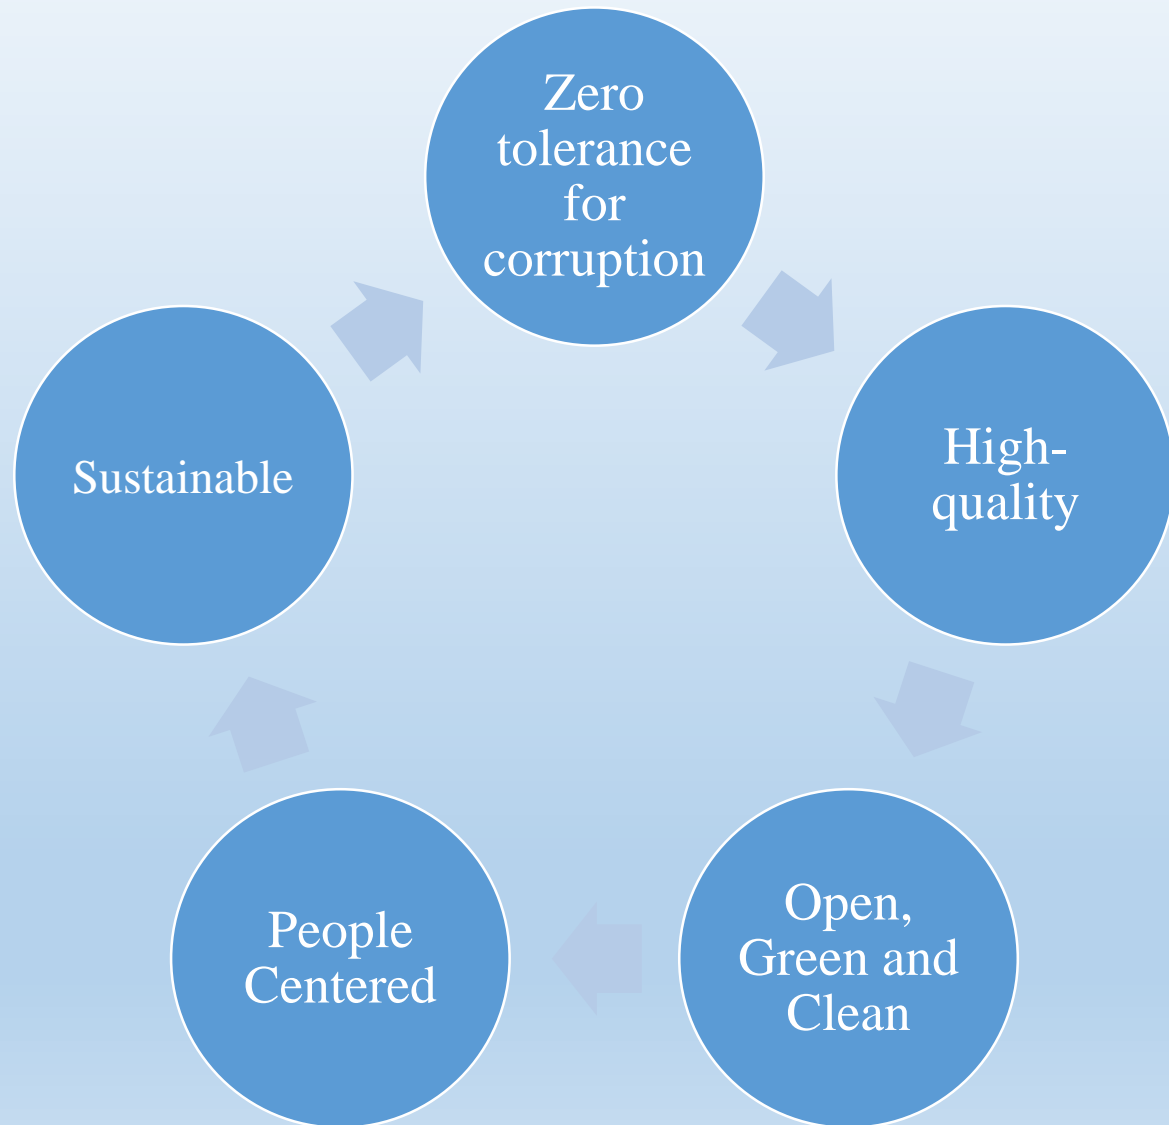 Zero
tolerance
for
corruption
High-
quality
Open,
Green and
Clean
People
Centered
Sustainable